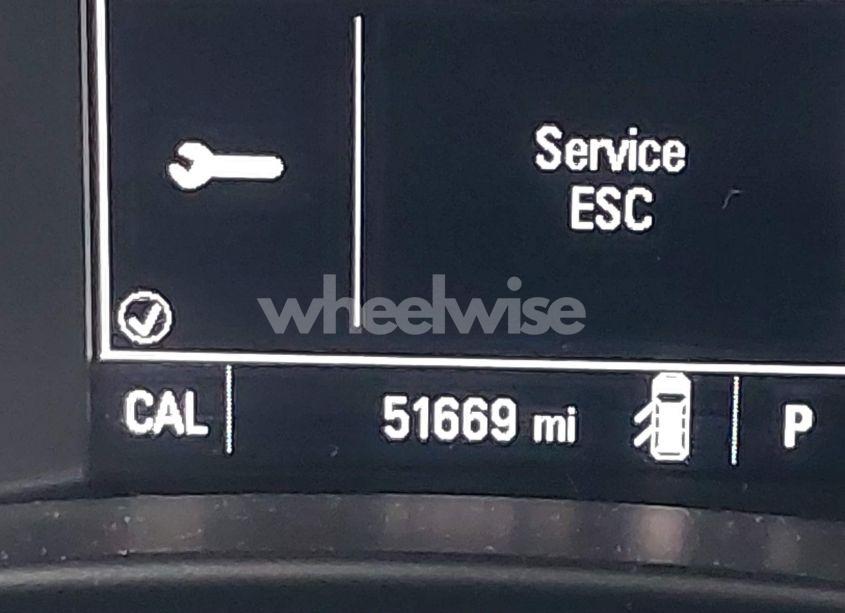 Service
ESC
wheelwise
CAL 51669 mi P